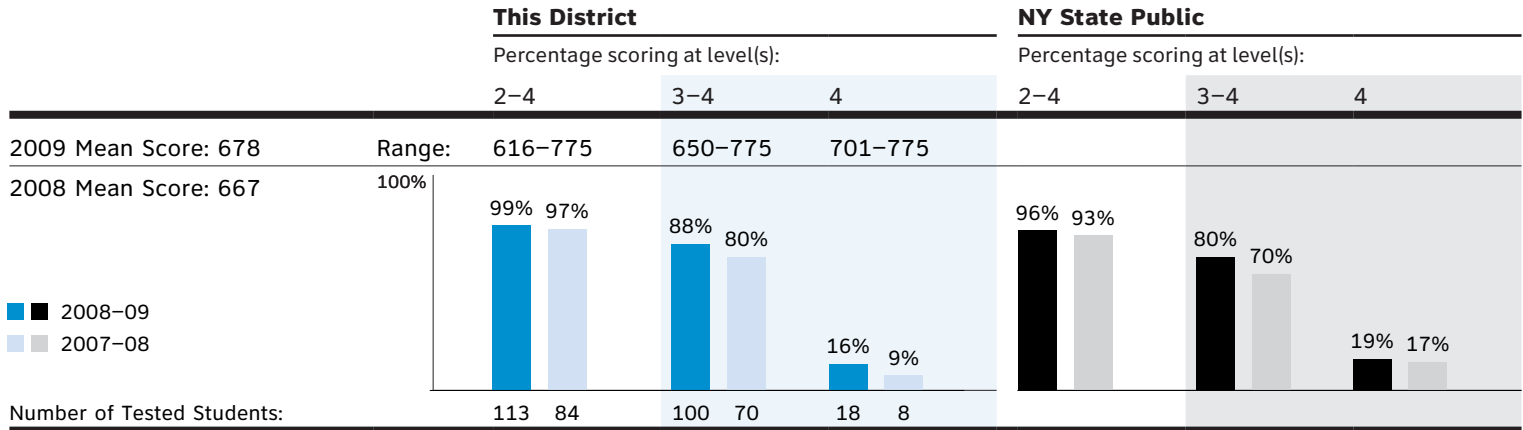 This District NY State Public
Percentage scoring at level(s): Percentage scoring at level(s):
2–4 3–4 4 2–4 3–4 4
2009 Mean Score: 678 Range: 616–775 650–775 701–775
2008 Mean Score: 667 100%
99% 97% 88% 80% 16% 9% 96% 93% 80% 70% 19% 17%
2008–09
2007–08
Number of Tested Students: 113 84 100 70 18 8